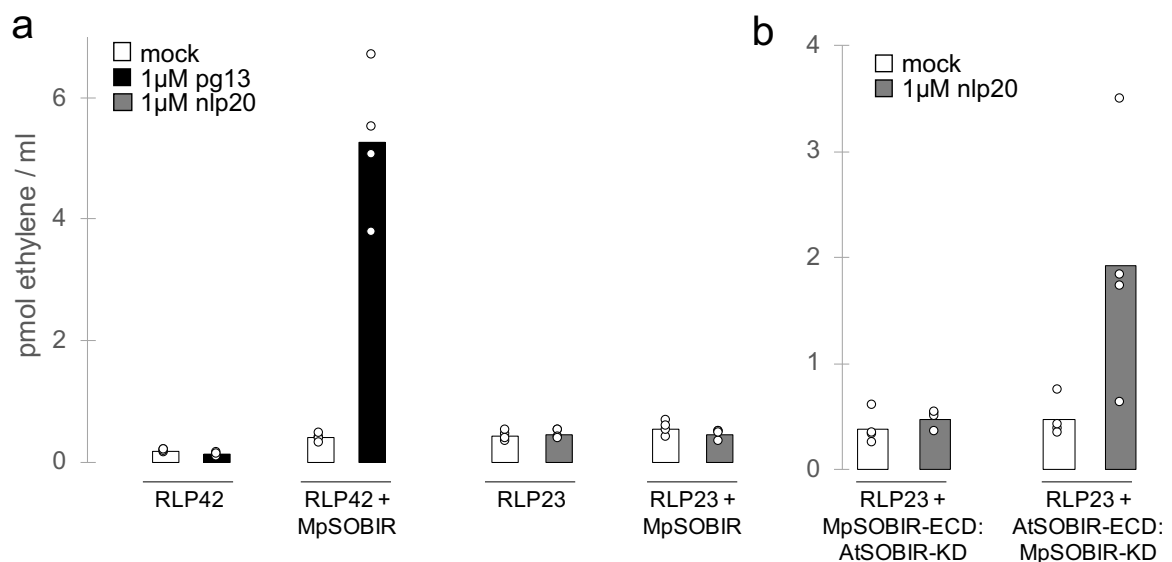 a
mock
1µM pg13
1µM nlp20
pmol ethylene / ml
6
4
2
0
RLP42
RLP42 +
MpSOBIR
RLP23
RLP23 +
MpSOBIR
b
mock
1µM nlp20
4
3
2
1
0
RLP23 +
MpSOBIR-ECD:
AtSOBIR-KD
RLP23 +
AtSOBIR-ECD:
MpSOBIR-KD